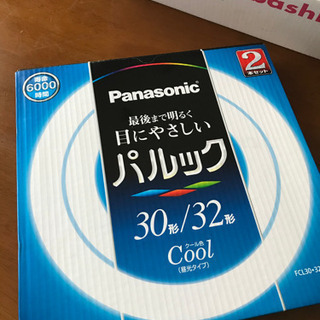 ashi
寿命
6000
時間
2
本セット
Panasonic
最後まで明るく
目にやさしい
パルック
30形/32形
クール色
Cool
(昼光タイプ)
FCL30・32